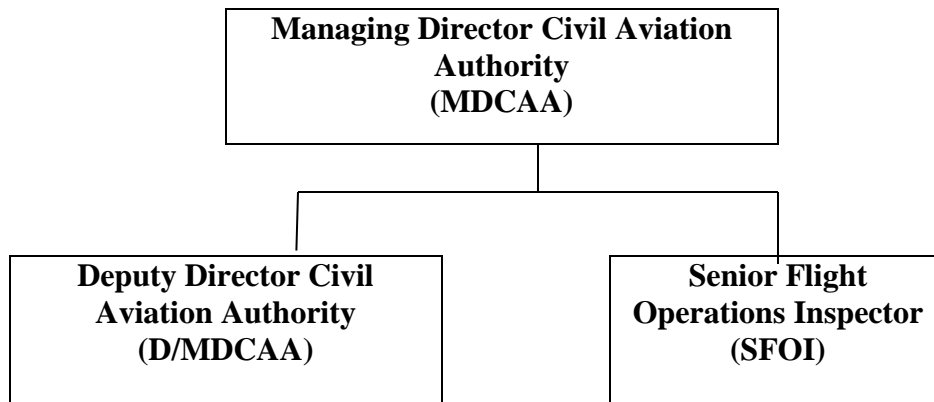 Managing Director Civil Aviation
Authority
(MDCAA)
Deputy Director Civil
Aviation Authority
(D/MDCAA)
Senior Flight
Operations Inspector
(SFOI)